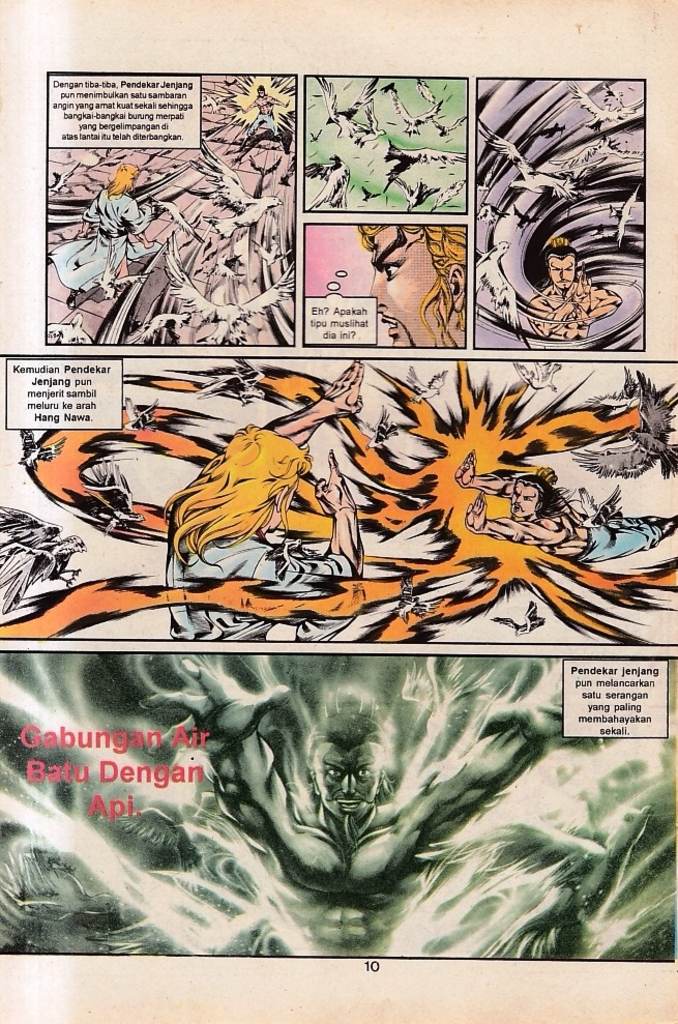 Dengan tiba-tiba, Pendekar Jenjang
pun menimbulkan satu sambaran
angin yang amat kuat sekali sehingga
bangkai-bangkai burung merpati
yang bergelimpangan di
atas lantai itu telah diterbangkan.
Eh? Apakah
tipu muslihat
dia ini?
Kemudian Pendekar
Jenjang pun
menjerit sambil
meluru ke arah
Hang Nawa.
Pendekar jenjang
pun melancarkan
satu serangan
yang paling
membahayakan
sekali.
Gabungan Air
Batu Dengan
Api.
10